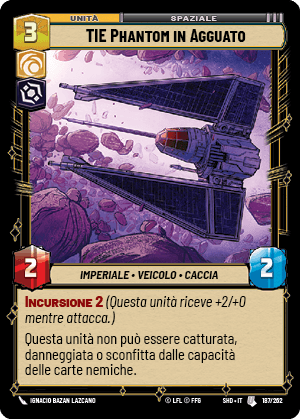 UNITÀ
SPAZIALE
3
TIE Phantom in Agguato
2
2
IMPERIALE • VEICOLO • CACCIA
Incursione 2 (Questa unità riceve +2/+0
mentre attacca.)
Questa unità non può essere catturata,
danneggiata o sconfitta dalle capacità
delle carte nemiche.
IGNACIO BAZAN LAZCANO
© LFL © FFG
SHD • IT
187/262